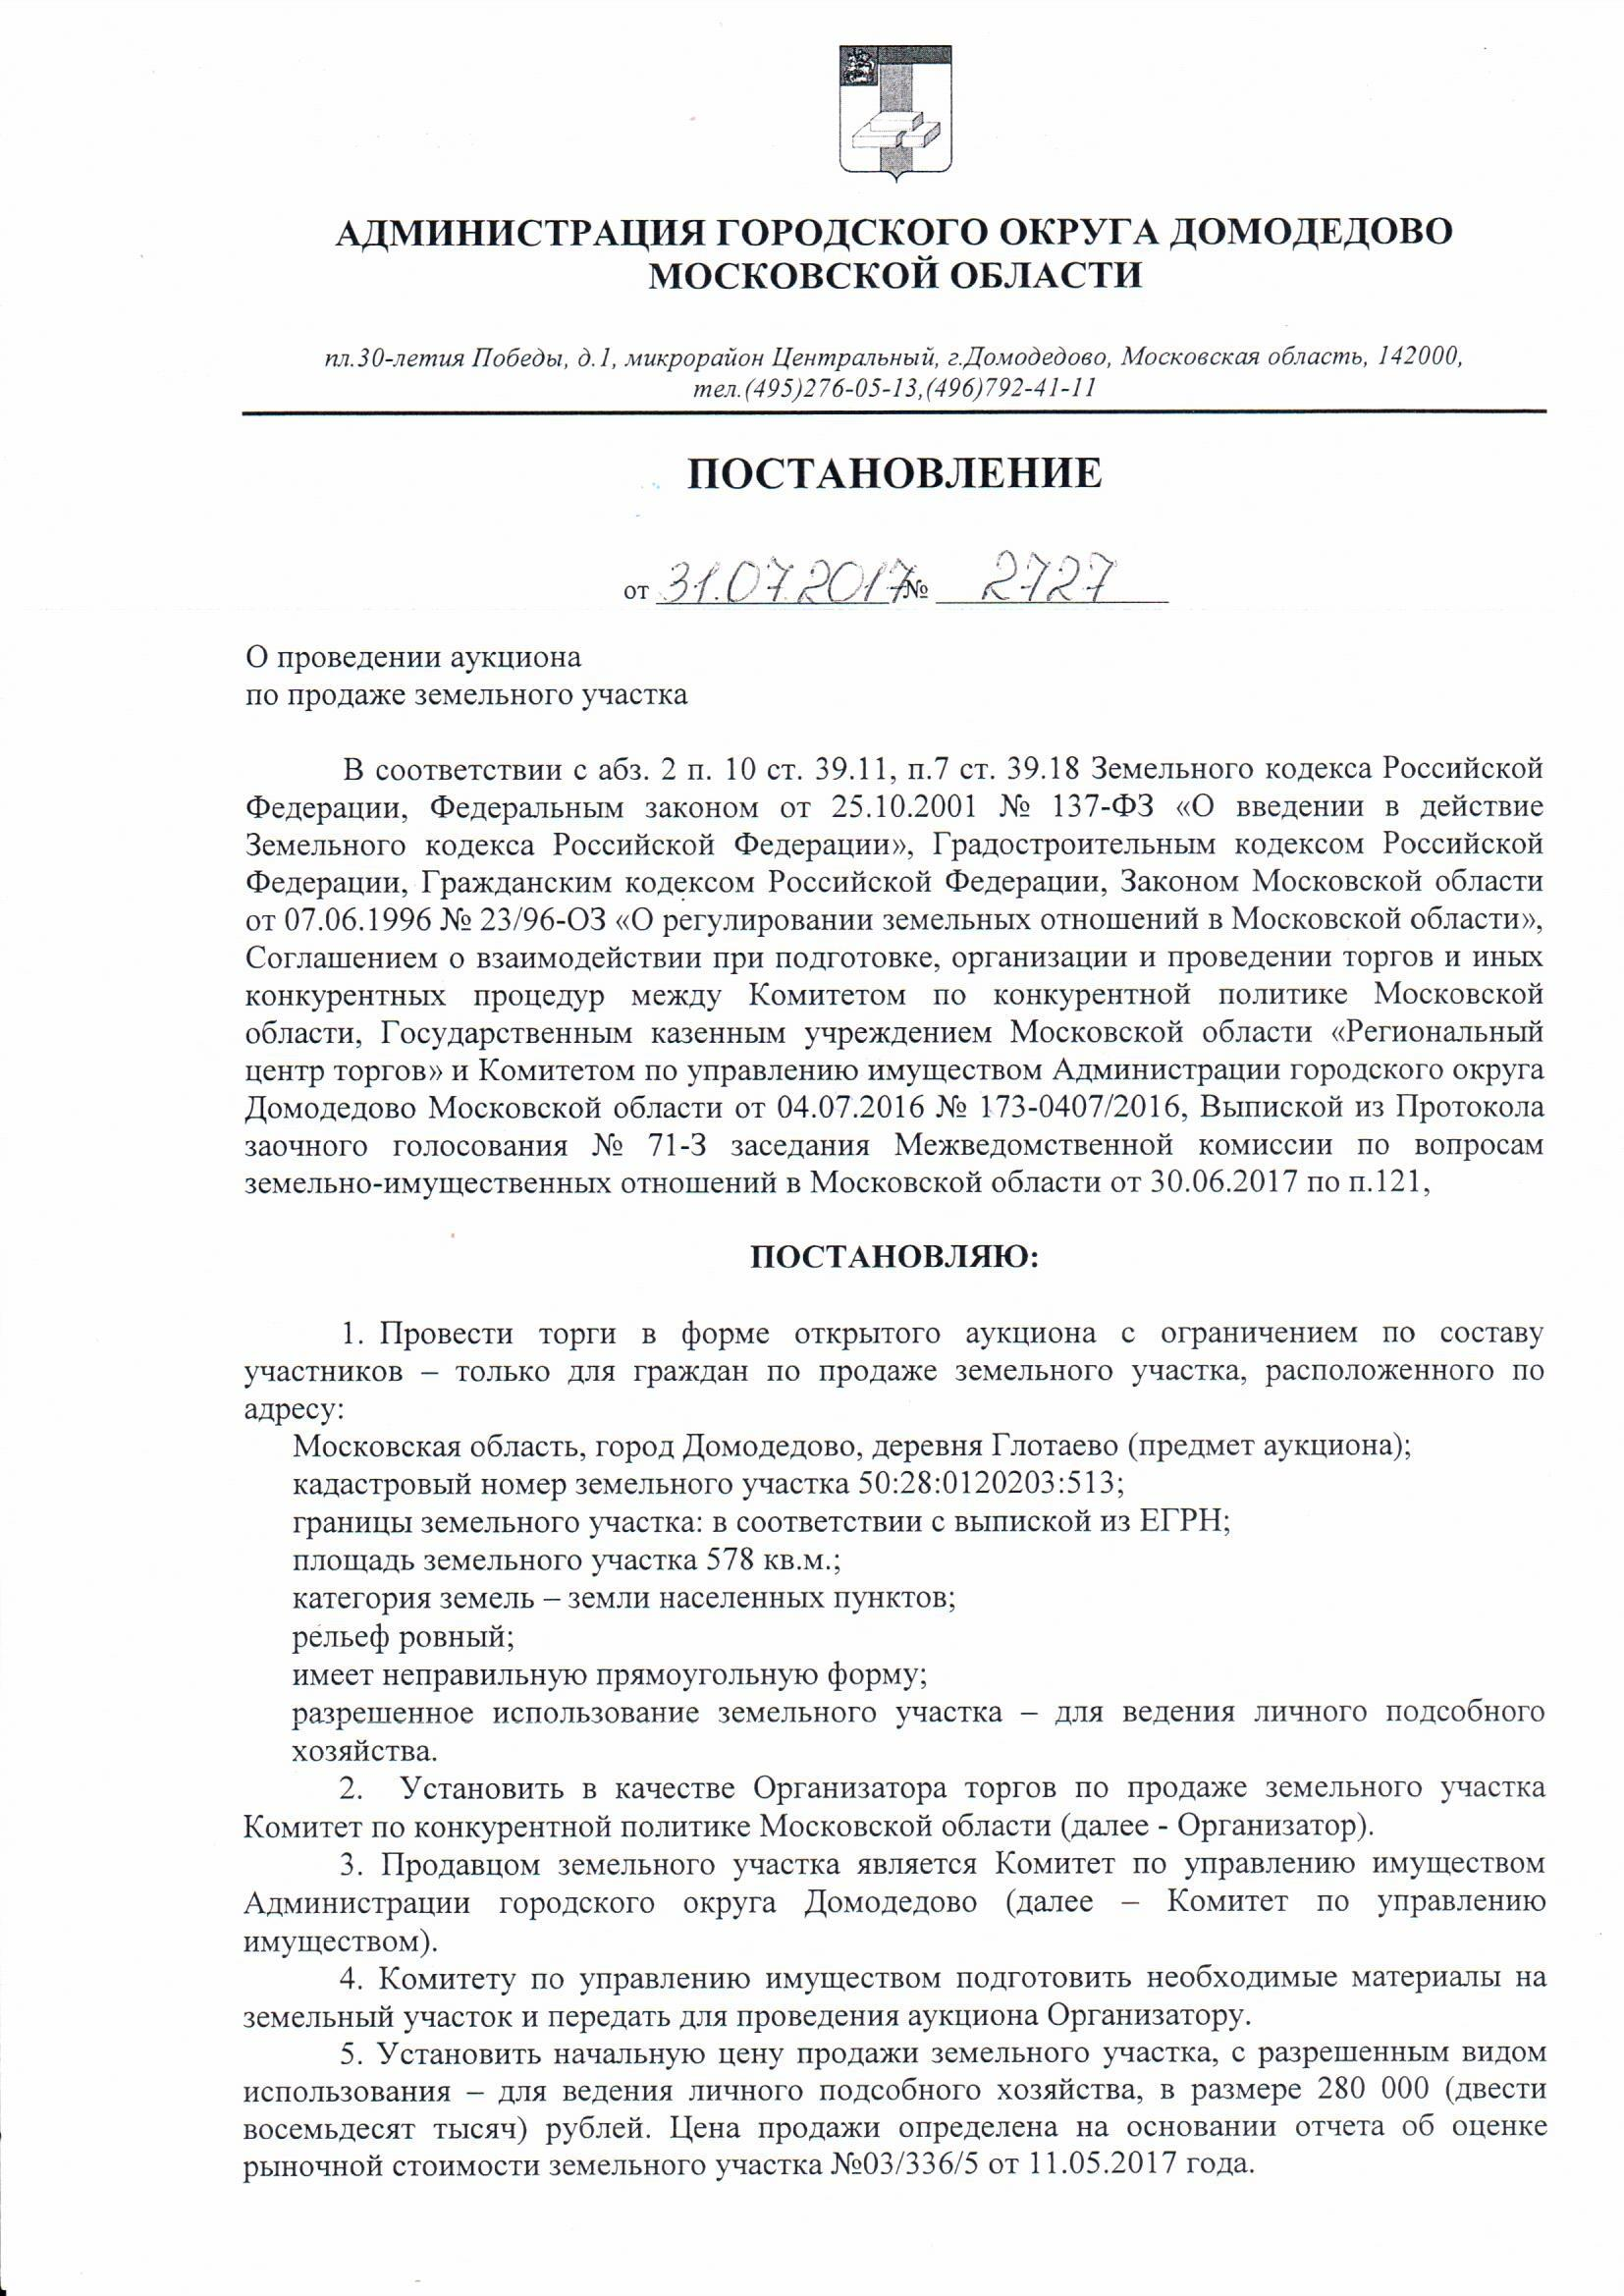 АДМИНИСТРАЦИЯ ГОРОДСКОГО ОКРУГА ДОМОДЕДОВО
МОСКОВСКОЙ ОБЛАСТИ
пл.30-летия Победы, д.1, микрорайон Центральный, г.Домодедово, Московская область, 142000,
тел.(495)276-05-13,(496)792-41-11
ПОСТАНОВЛЕНИЕ
от 31.07.2017 № 2727
О проведении аукциона
по продаже земельного участка
В соответствии с абз. 2 п. 10 ст. 39.11, п.7 ст. 39.18 Земельного кодекса Российской
Федерации, Федеральным законом от 25.10.2001 № 137-ФЗ «О введении в действие
Земельного кодекса Российской Федерации», Градостроительным кодексом Российской
Федерации, Гражданским кодексом Российской Федерации, Законом Московской области
от 07.06.1996 № 23/96-ОЗ «О регулировании земельных отношений в Московской области»,
Соглашением о взаимодействии при подготовке, организации и проведении торгов и иных
конкурентных процедур между Комитетом по конкурентной политике Московской
области, Государственным казенным учреждением Московской области «Региональный
центр торгов» и Комитетом по управлению имуществом Администрации городского округа
Домодедово Московской области от 04.07.2016 № 173-0407/2016, Выпиской из Протокола
заочного голосования № 71-З заседания Межведомственной комиссии по вопросам
земельно-имущественных отношений в Московской области от 30.06.2017 по п.121,
ПОСТАНОВЛЯЮ:
1. Провести торги в форме открытого аукциона с ограничением по составу
участников – только для граждан по продаже земельного участка, расположенного по
адресу:
Московская область, город Домодедово, деревня Глотаево (предмет аукциона);
кадастровый номер земельного участка 50:28:0120203:513;
границы земельного участка: в соответствии с выпиской из ЕГРН;
площадь земельного участка 578 кв.м.;
категория земель – земли населенных пунктов;
рельеф ровный;
имеет неправильную прямоугольную форму;
разрешенное использование земельного участка – для ведения личного подсобного
хозяйства.
2. Установить в качестве Организатора торгов по продаже земельного участка
Комитет по конкурентной политике Московской области (далее - Организатор).
3. Продавцом земельного участка является Комитет по управлению имуществом
Администрации городского округа Домодедово (далее – Комитет по управлению
имуществом).
4. Комитету по управлению имуществом подготовить необходимые материалы на
земельный участок и передать для проведения аукциона Организатору.
5. Установить начальную цену продажи земельного участка, с разрешенным видом
использования – для ведения личного подсобного хозяйства, в размере 280 000 (двести
восемьдесят тысяч) рублей. Цена продажи определена на основании отчета об оценке
рыночной стоимости земельного участка №03/336/5 от 11.05.2017 года.